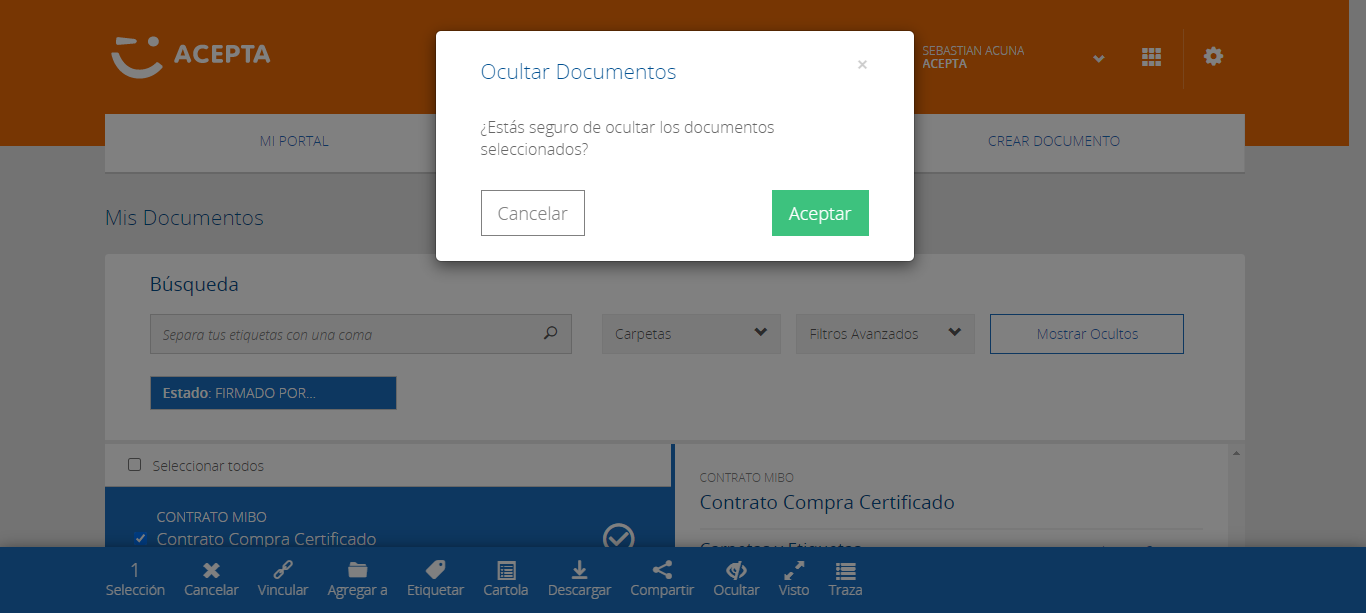 ACEPTA
SEBASTIAN ACUNA
ACEPTA
Ocultar Documentos
×
¿Estás seguro de ocultar los documentos
seleccionados?
Cancelar
Aceptar
MI PORTAL
CREAR DOCUMENTO
Mis Documentos
Búsqueda
Separa tus etiquetas con una coma
Carpetas
Filtros Avanzados
Mostrar Ocultos
Estado: FIRMADO POR...
Seleccionar todos
CONTRATO MIBO
Contrato Compra Certificado
CONTRATO MIBO
Contrato Compra Certificado
Carpetas y Etiquetas
1
Selección
Cancelar
Vincular
Agregar a
Etiquetar
Cartola
Descargar
Compartir
Ocultar
Visto
Traza